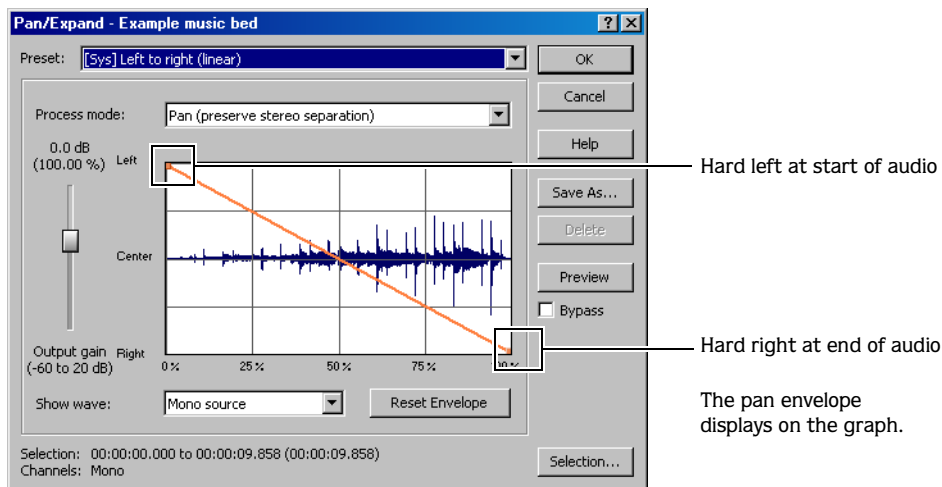 Pan/Expand - Example music bed
Preset: [Sys] Left to right (linear)
OK
Cancel
Help
Save As...
Delete
Preview
Bypass
Process mode: Pan (preserve stereo separation)
0.0 dB
(100.00 %)
Left
Center
Right
Output gain
(-60 to 20 dB)
0 % 25 % 50 % 75 %
Show wave: Mono source
Reset Envelope
Selection: 00:00:00.000 to 00:00:09.858 (00:00:09.858)
Channels: Mono
Selection...
Hard left at start of audio
Hard right at end of audio
The pan envelope
displays on the graph.